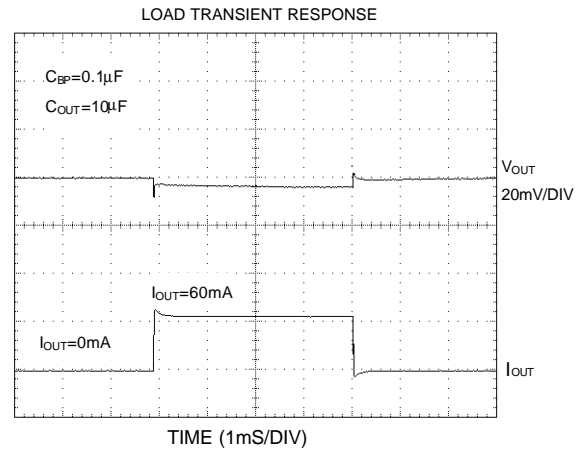 LOAD TRANSIENT RESPONSE
CBP=0.1µF
COUT=10µF
VOUT
20mV/DIV
IOUT=60mA
IOUT=0mA
IOUT
TIME (1mS/DIV)